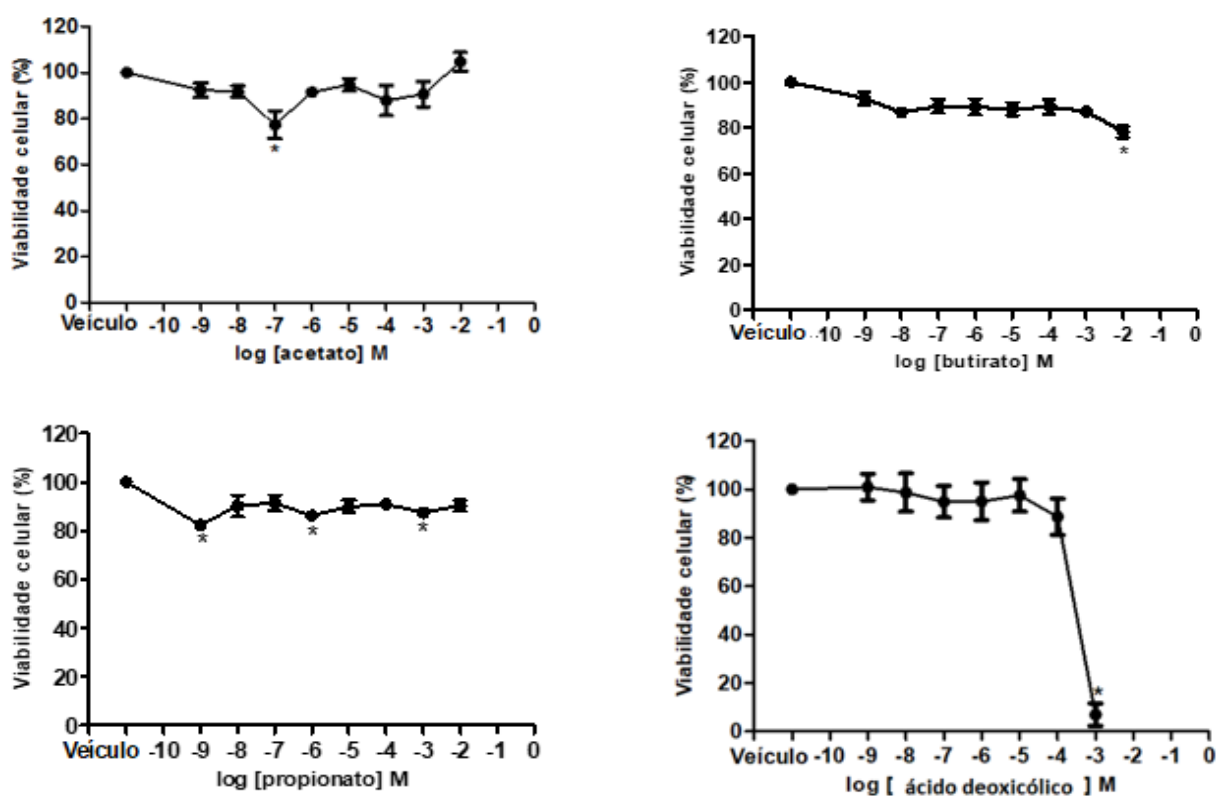 Viabilidade celular (%)
120
100
80
60
40
20
0
*
Veículo -10 -9 -8 -7 -6 -5 -4 -3 -2 -1 0
log [acetato] M
Viabilidade celular (%)
120
100
80
60
40
20
0
*
Veículo -10 -9 -8 -7 -6 -5 -4 -3 -2 -1 0
log [butirato] M
Viabilidade celular (%)
120
100
80
60
40
20
0
* * *
Veículo -10 -9 -8 -7 -6 -5 -4 -3 -2 -1 0
log [propionato] M
Viabilidade celular (%)
120
100
80
60
40
20
0
*
Veículo -10 -9 -8 -7 -6 -5 -4 -3 -2 -1 0
log [ ácido deoxicólico ] M